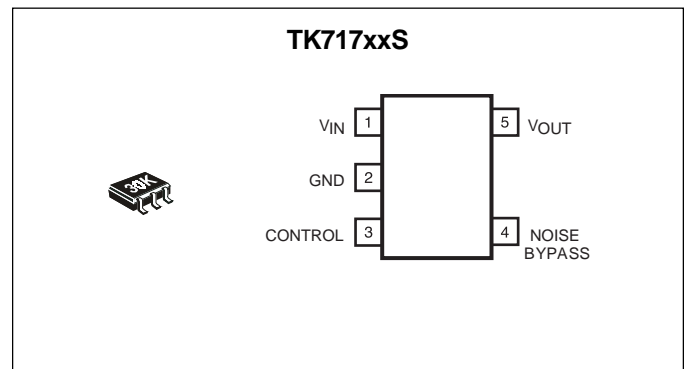 TK717xxS
VIN 1
5 VOUT
GND 2
CONTROL 3
4 NOISE
BYPASS
30K